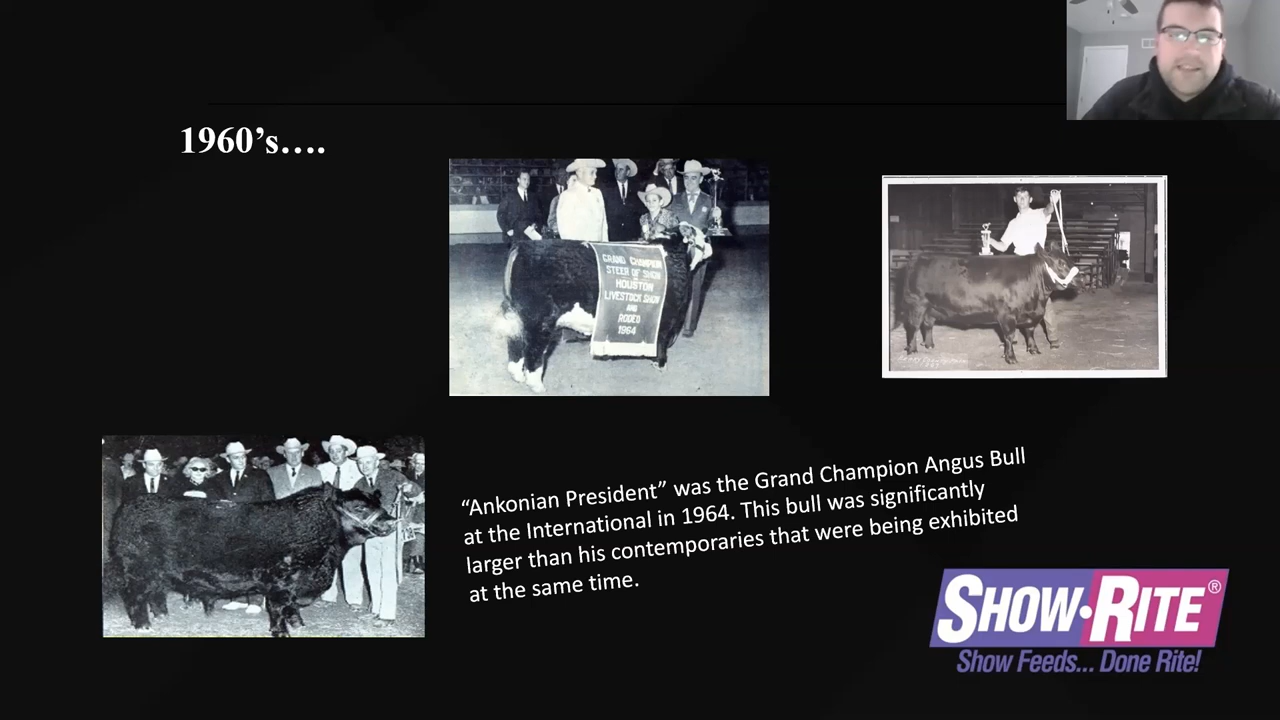 1960’s….
GRAND CHAMPION
STEER OF SHOW
HOUSTON
LIVESTOCK SHOW
AND
RODEO
1964
“Ankonian President” was the Grand Champion Angus Bull
at the International in 1964. This bull was significantly
larger than his contemporaries that were being exhibited
at the same time.
SHOW•RITE®
Show Feeds... Done Rite!